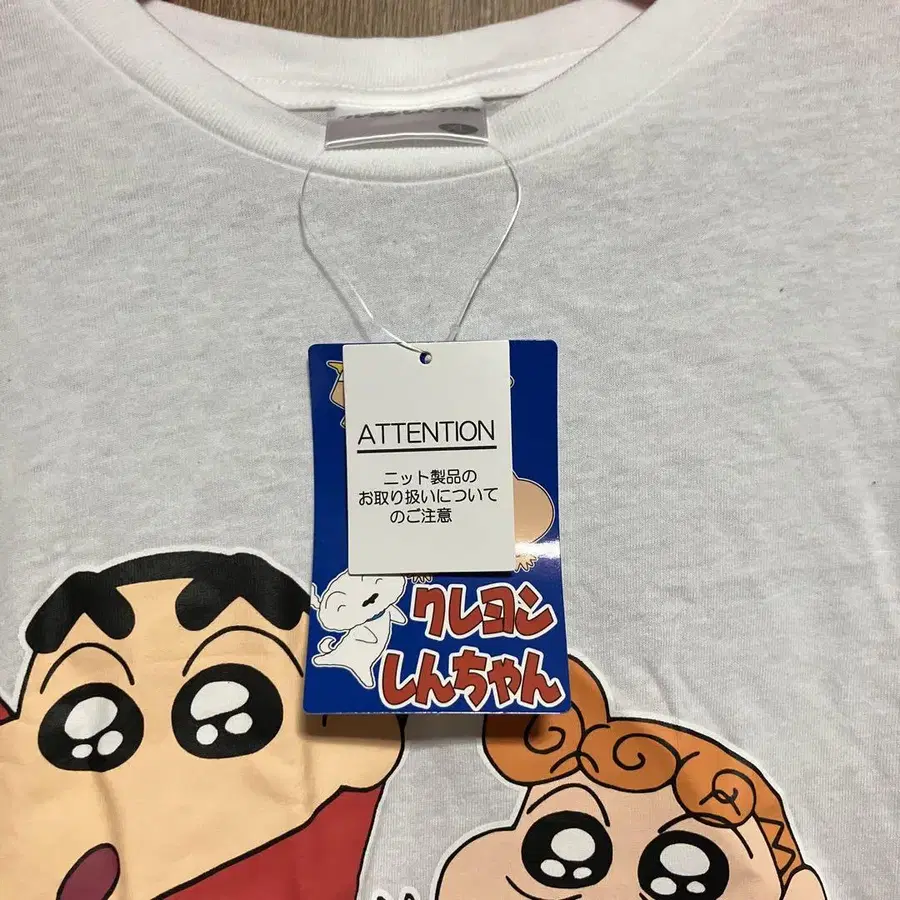 ATTENTION
ニット製品の
お取り扱いについて
のご注意
クレヨン
しんちゃん